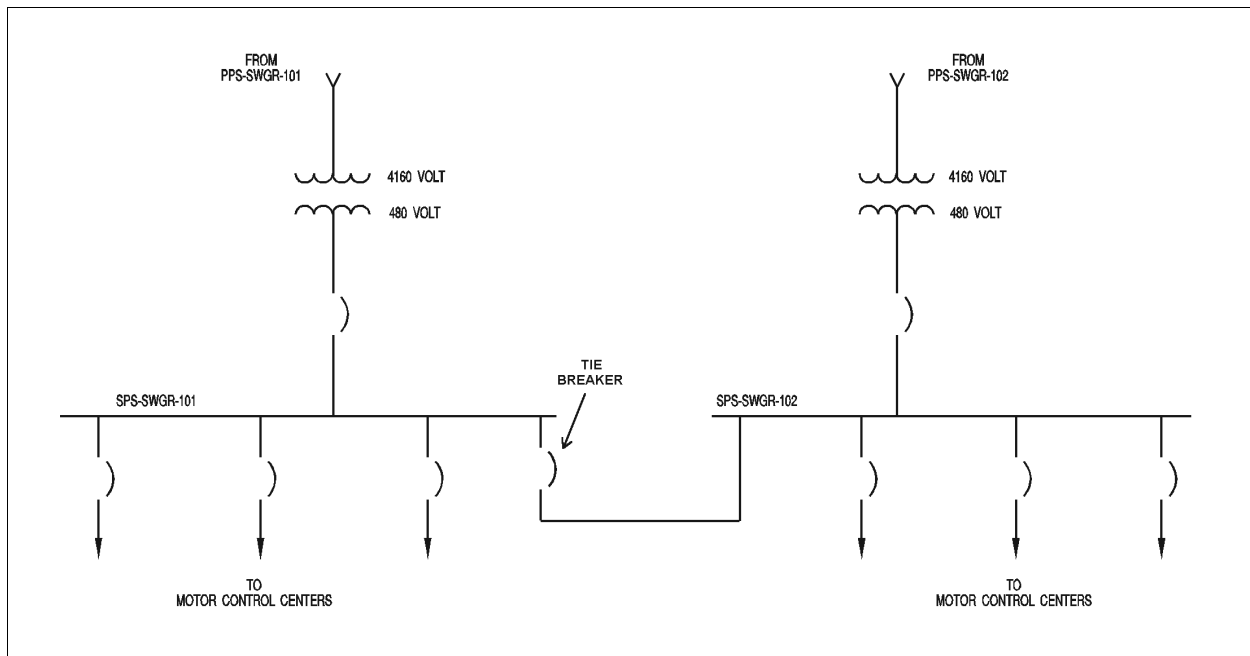 FROM
PPS-SWGR-101
FROM
PPS-SWGR-102
4160 VOLT
480 VOLT
4160 VOLT
480 VOLT
TIE
BREAKER
SPS-SWGR-101
SPS-SWGR-102
TO
MOTOR CONTROL CENTERS
TO
MOTOR CONTROL CENTERS